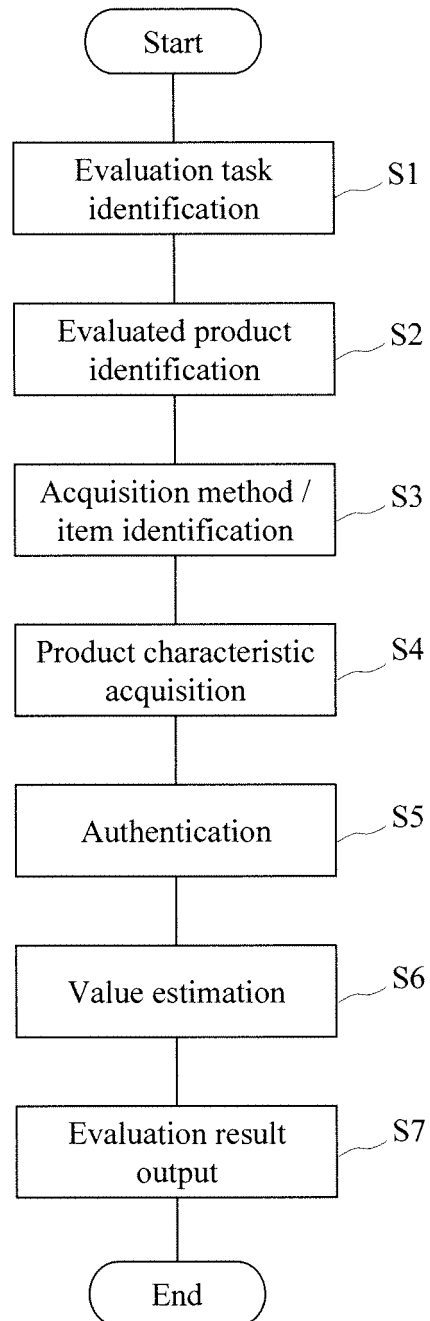 Start
Evaluation task
identification
S1
Evaluated product
identification
S2
Acquisition method /
item identification
S3
Product characteristic
acquisition
S4
Authentication
S5
Value estimation
S6
Evaluation result
output
S7
End